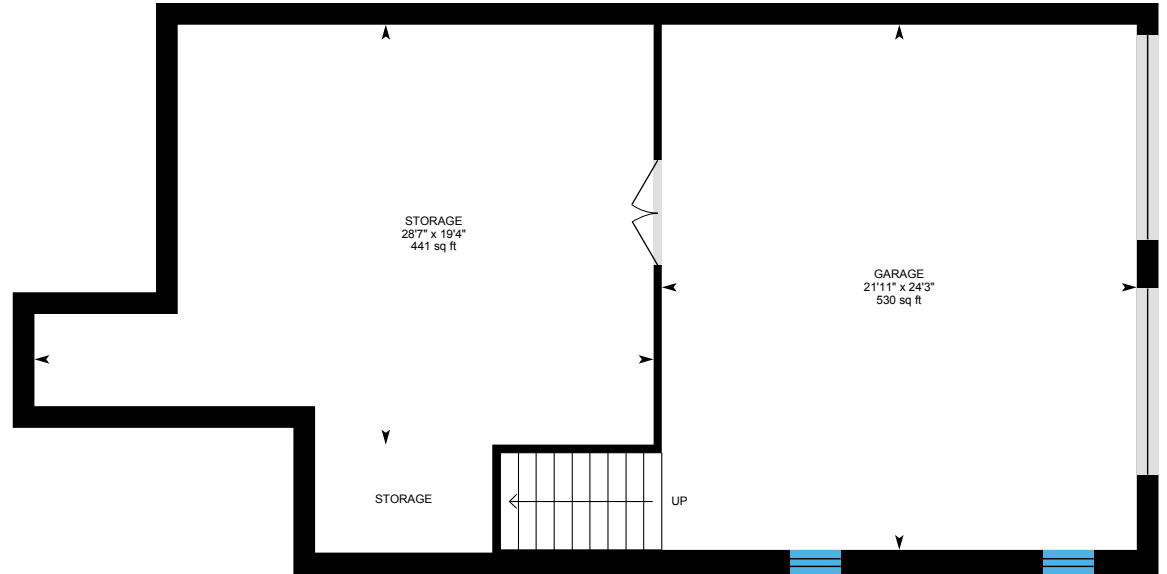 STORAGE
28'7" x 19'4"
441 sq ft
GARAGE
21'11" x 24'3"
530 sq ft
STORAGE
UP